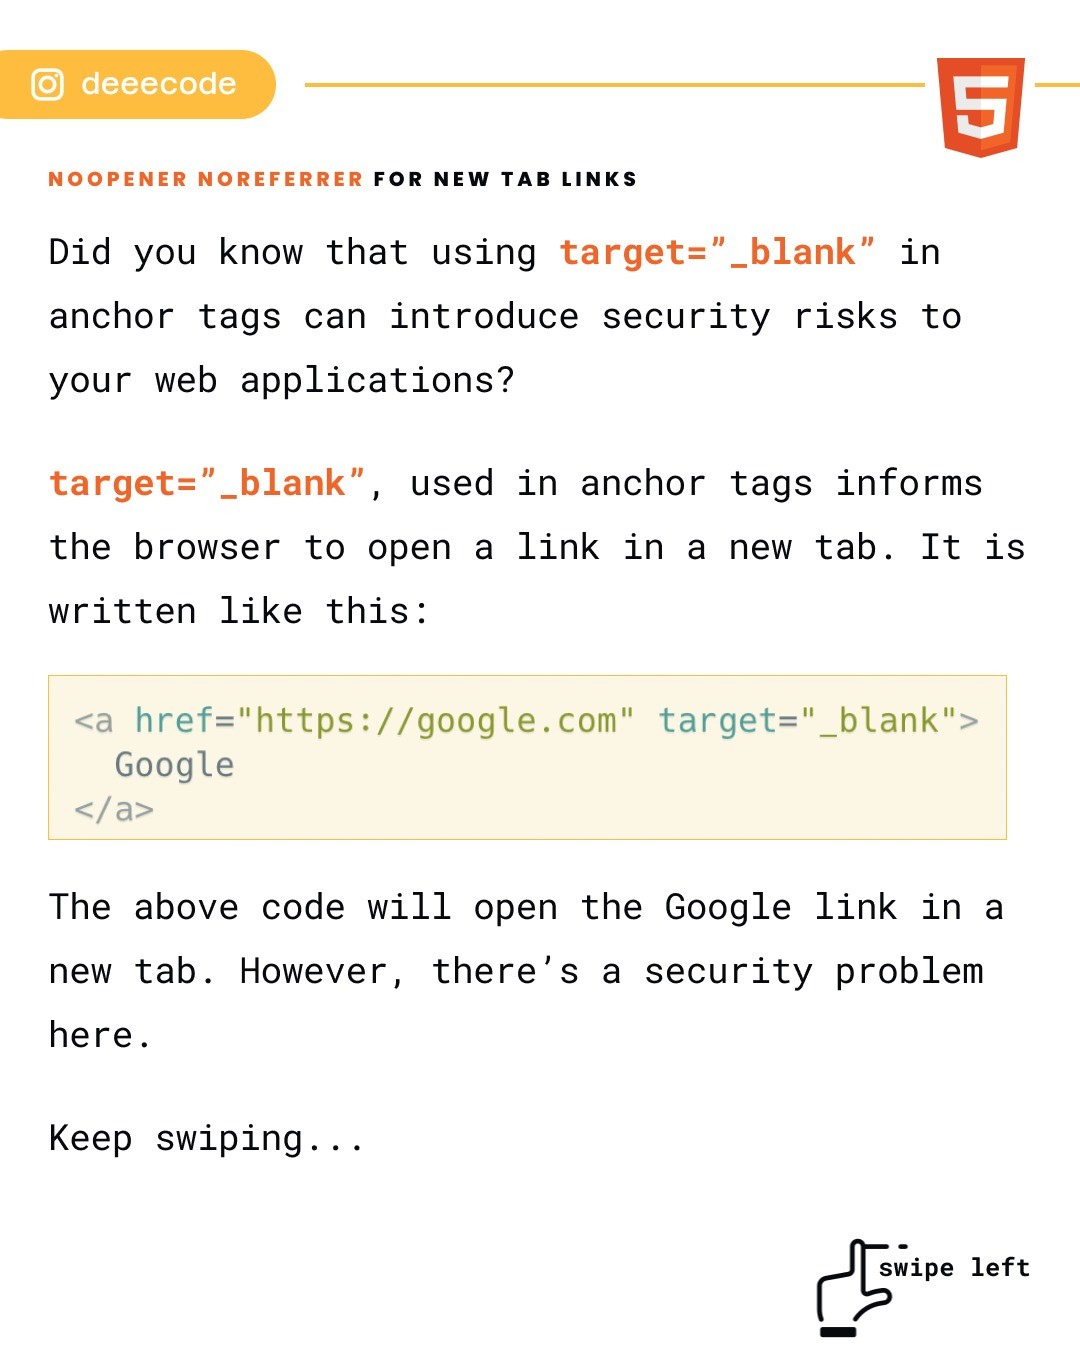 deeecode
NOOPENER NOREFERRER FOR NEW TAB LINKS
Did you know that using target=”_blank” in
anchor tags can introduce security risks to
your web applications?
target=”_blank”, used in anchor tags informs
the browser to open a link in a new tab. It is
written like this:
<a href="https://google.com" target="_blank">
  Google
</a>
The above code will open the Google link in a
new tab. However, there’s a security problem
here.
Keep swiping...
swipe left